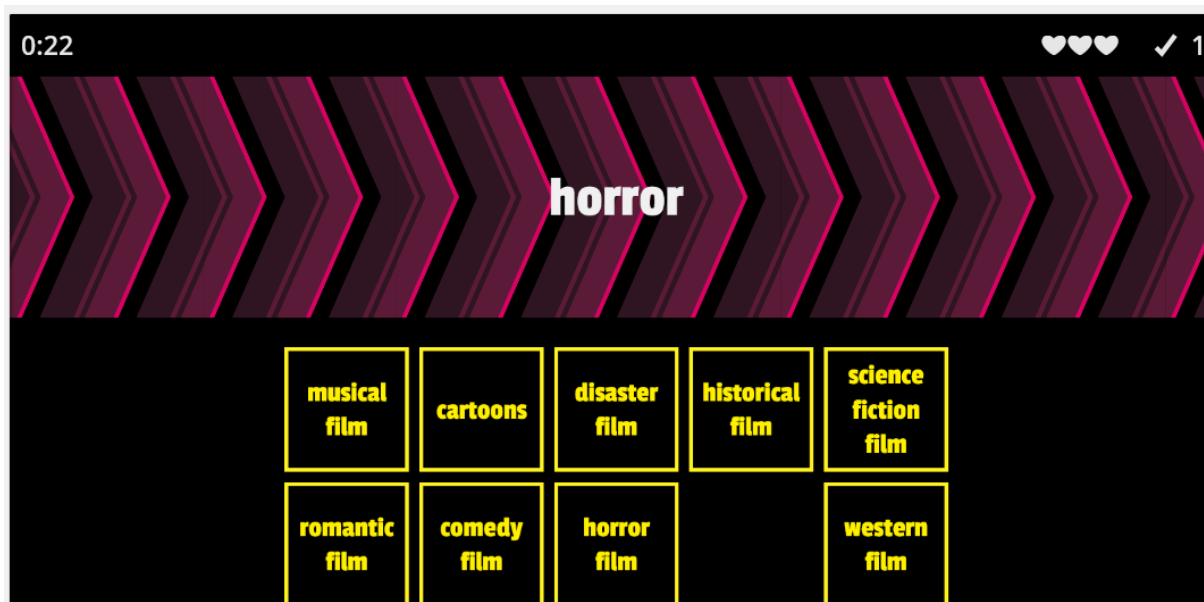 0:22
1
horror
musical
film
cartoons
disaster
film
historical
film
science
fiction
film
romantic
film
comedy
film
horror
film
western
film